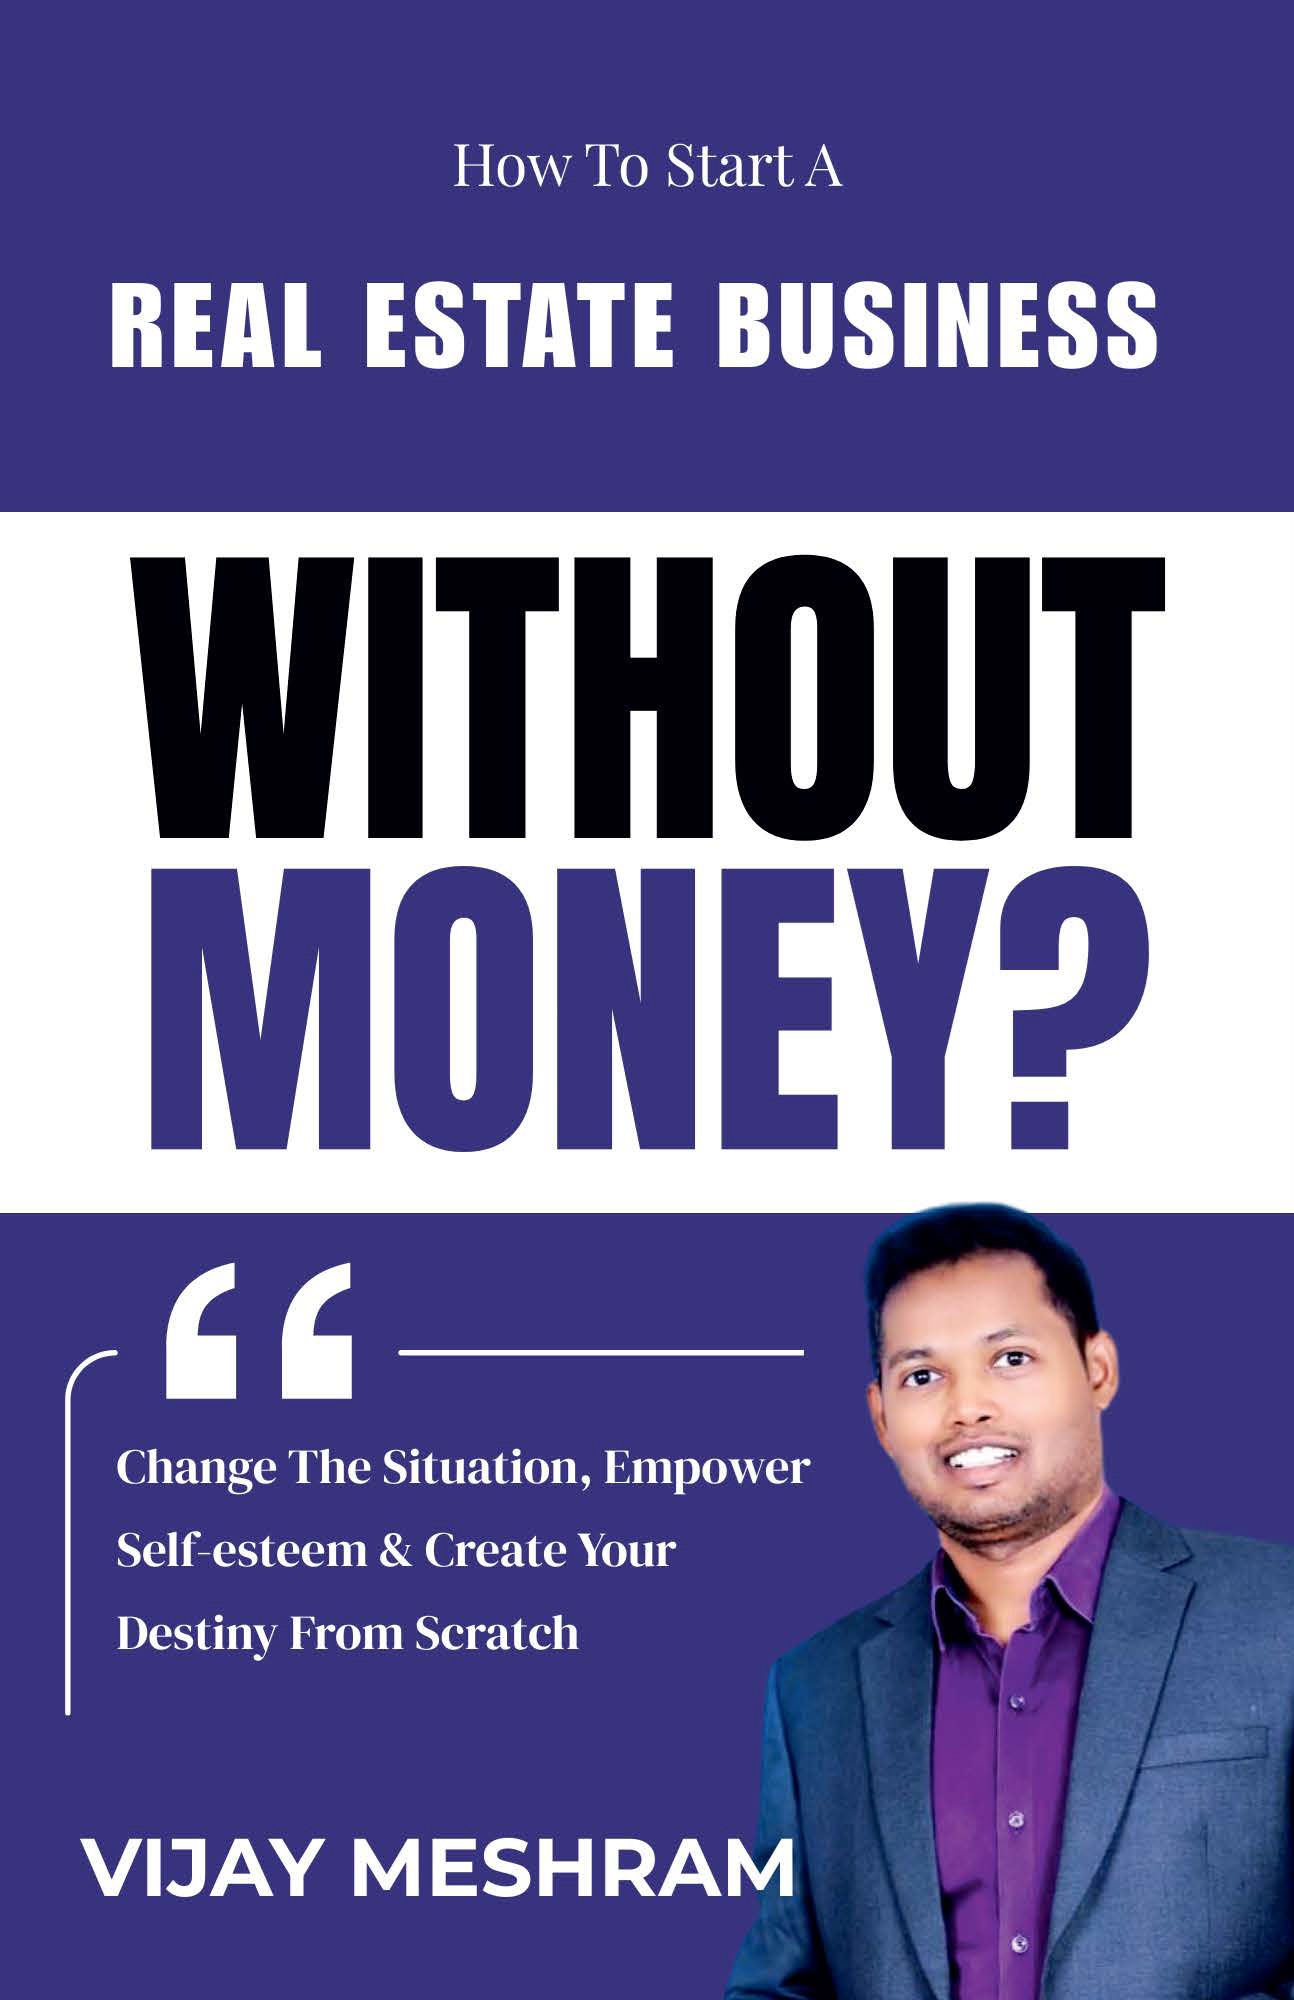 How To Start A
REAL ESTATE BUSINESS
WITHOUT
MONEY?
“
Change The Situation, Empower
Self-esteem & Create Your
Destiny From Scratch
VIJAY MESHRAM